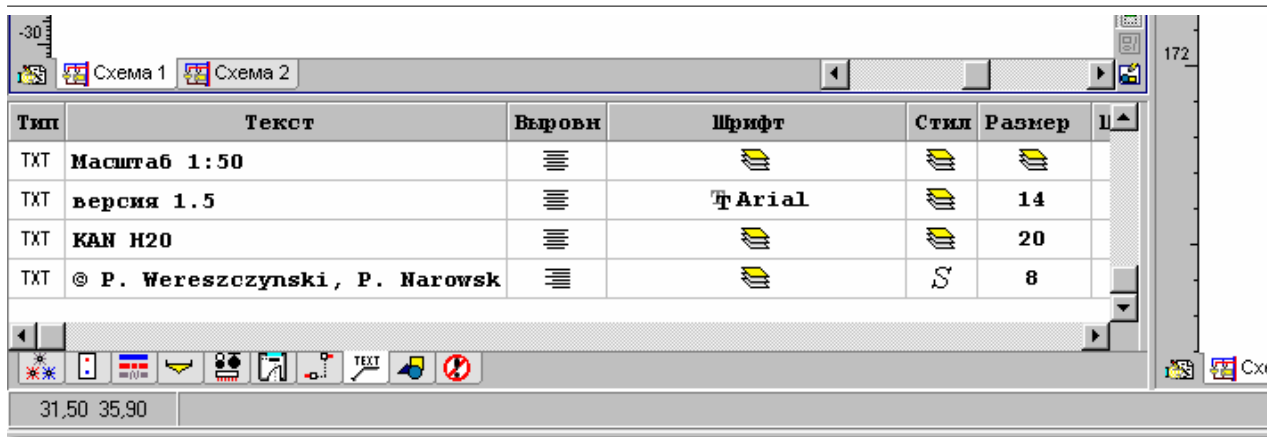 -30
172
Схема 1 Схема 2
Тип Текст Выровн Шрифт Стил Размер
TXT Масштаб 1:50
TXT версия 1.5 Arial 14
TXT KAN H20 20
TXT © P. Wereszczynski, P. Narowsk S 8
TEXT
Схе
31,50 35,90